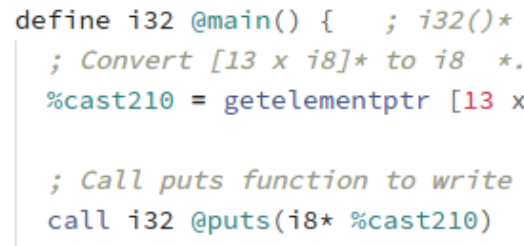 define i32 @main() {   ; i32()*
  ; Convert [13 x i8]* to i8  *.
  %cast210 = getelementptr [13 x

  ; Call puts function to write
  call i32 @puts(i8* %cast210)